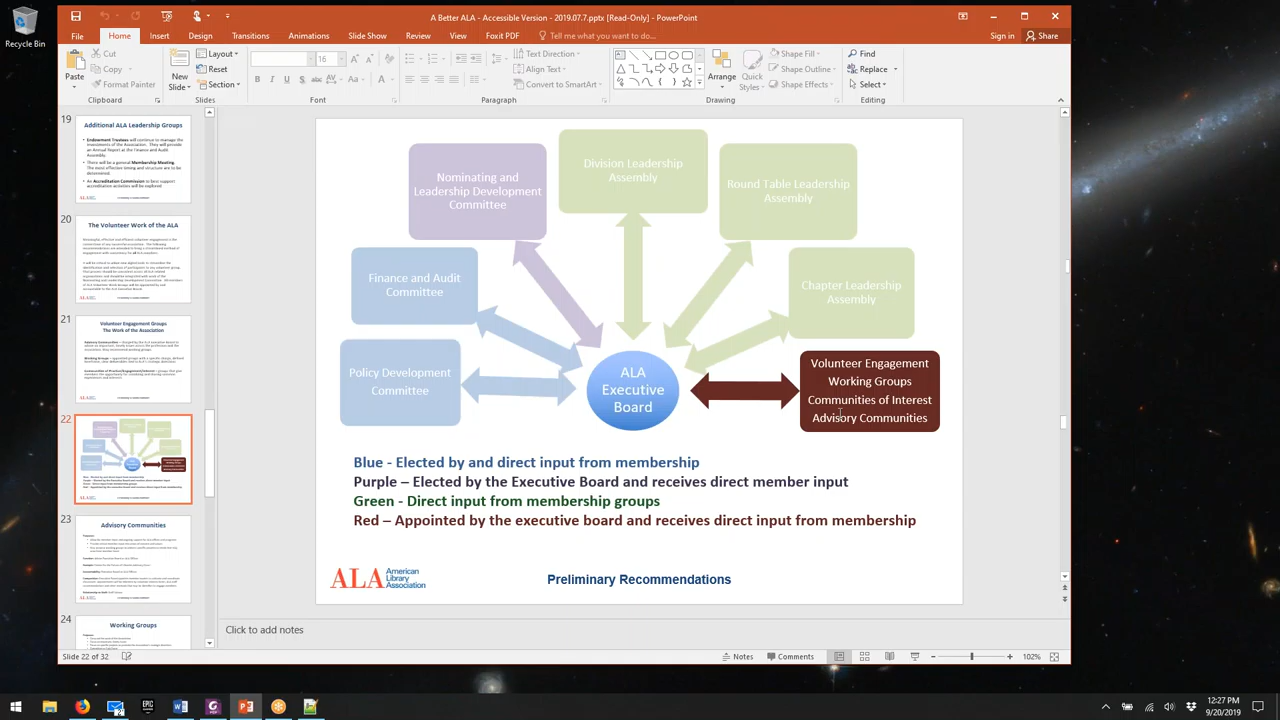 Recycle Bin
A Better ALA - Accessible Version - 2019.07.7.pptx [Read-Only] - PowerPoint
File Home Insert Design Transitions Animations Slide Show Review View Foxit PDF Tell me what you want to do... Sign in Share
Paste
Cut
Copy
Format Painter
Clipboard
New
Slide
Layout
Reset
Section
Slides
16
Font
Text Direction
Align Text
Convert to SmartArt
Paragraph
Arrange
Quick
Styles
Shape Fill
Shape Outline
Shape Effects
Drawing
Find
Replace
Select
Editing
19
Additional ALA Leadership Groups
20
The Volunteer Work of the ALA
21
Volunteer Engagement Groups
The Work of the Association
22
23
Advisory Communities
24
Working Groups
Nominating and
Leadership Development
Committee
Division Leadership
Assembly
Round Table Leadership
Assembly
Finance and Audit
Committee
Chapter Leadership
Assembly
Policy Development
Committee
ALA
Executive
Board
Volunteer Engagement
Working Groups
Communities of Interest
Advisory Communities
Blue - Elected by and direct input from membership
Purple – Elected by the Executive Board and receives direct member input
Green - Direct input from membership groups
Red – Appointed by the executive board and receives direct input from membership
ALA American
Library
Association
Preliminary Recommendations
Click to add notes
Slide 22 of 32
Notes Comments 102%
12:27 PM
9/20/2019